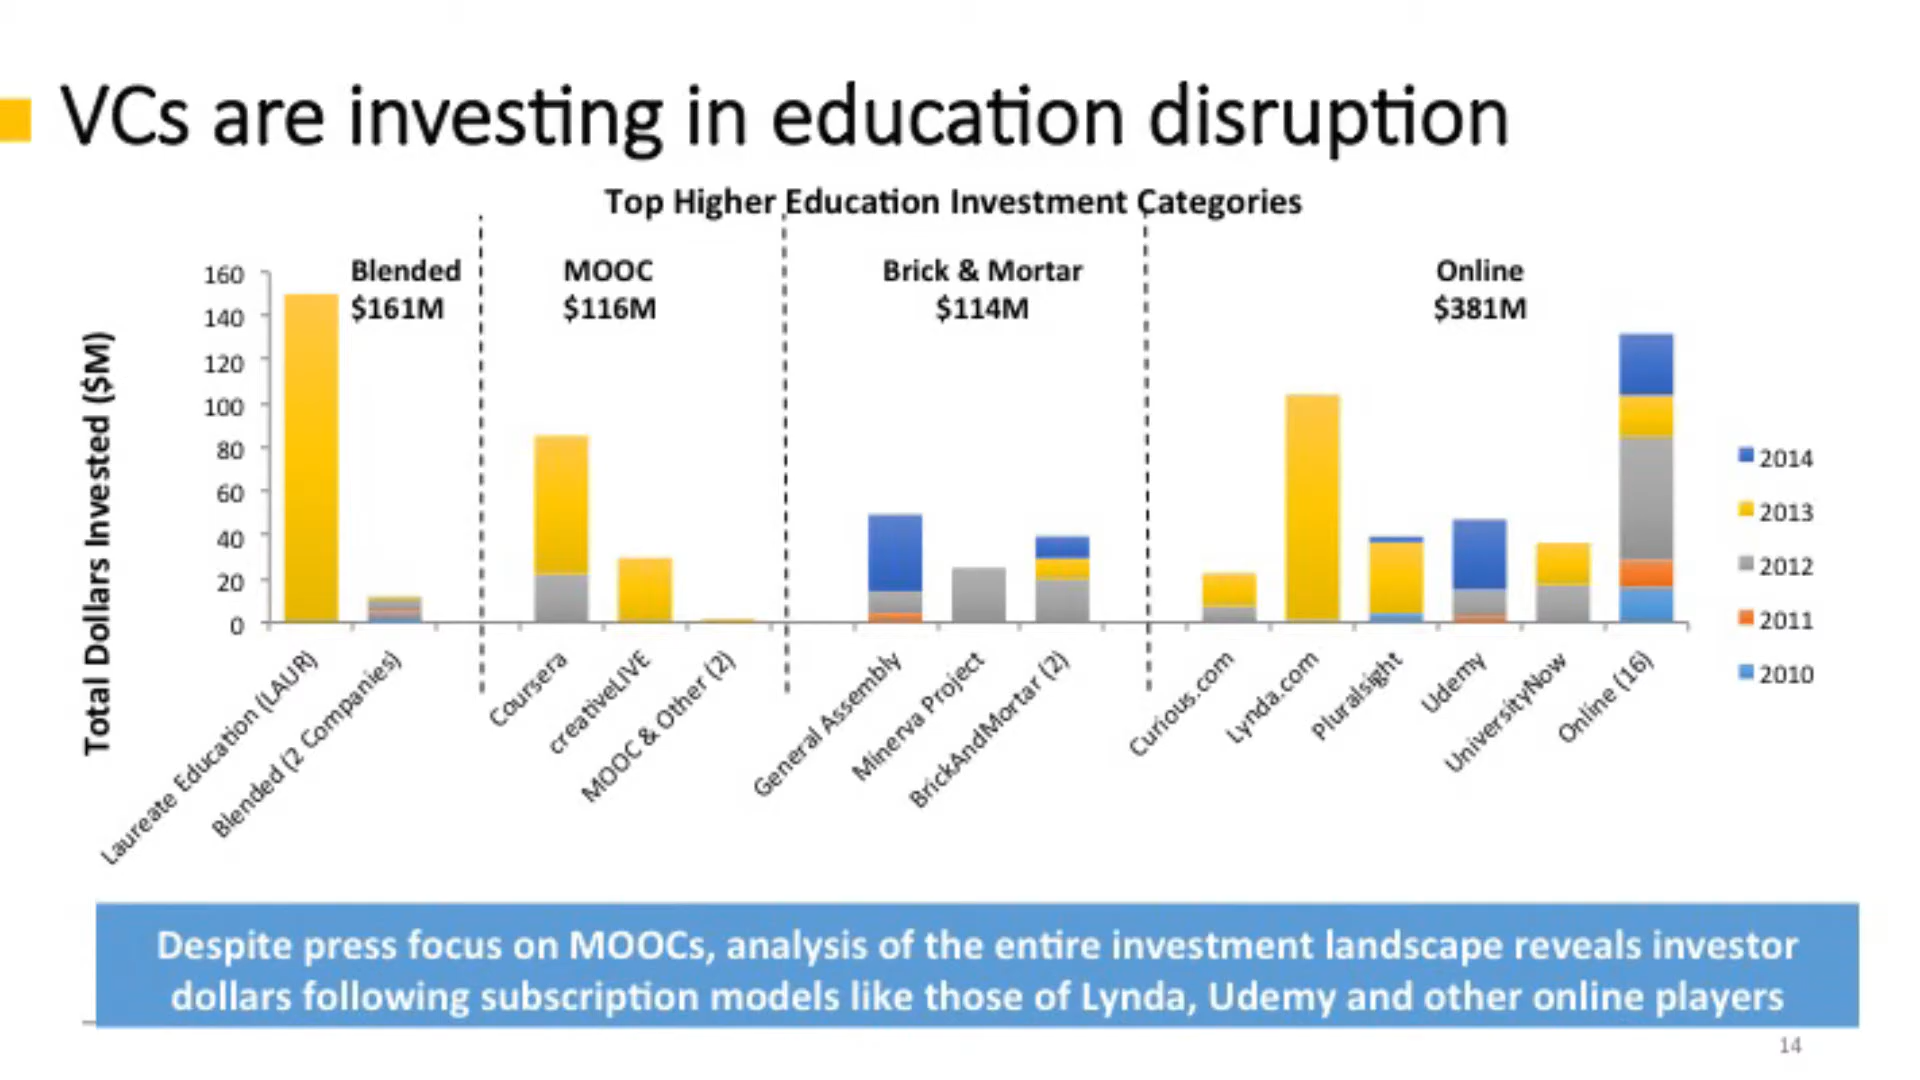 VCs are investing in education disruption
Top Higher Education Investment Categories
Blended
$161M
MOOC
$116M
Brick & Mortar
$114M
Online
$381M
Total Dollars Invested ($M)
160
140
120
100
80
60
40
20
0
Laureate Education (LAUR)
Blended (2 Companies)
Coursera
creativeLIVE
MOOC & Other (2)
General Assembly
Minerva Project
BrickAndMortar (2)
Curious.com
Lynda.com
Pluralsight
Udemy
UniversityNow
Online (16)
2014
2013
2012
2011
2010
Despite press focus on MOOCs, analysis of the entire investment landscape reveals investor
dollars following subscription models like those of Lynda, Udemy and other online players
14